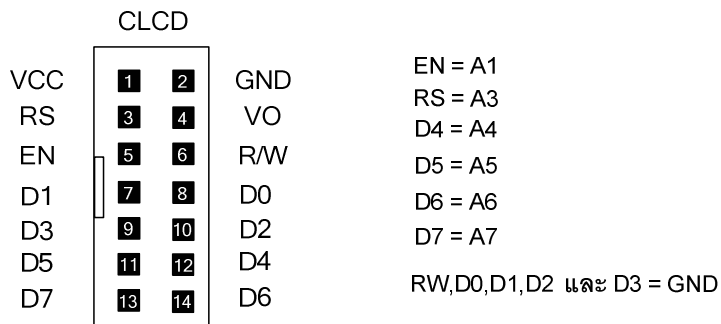 CLCD
VCC 1 2 GND
RS 3 4 VO
EN 5 6 R/W
D1 7 8 D0
D3 9 10 D2
D5 11 12 D4
D7 13 14 D6
EN = A1
RS = A3
D4 = A4
D5 = A5
D6 = A6
D7 = A7
RW,D0,D1,D2 และ D3 = GND